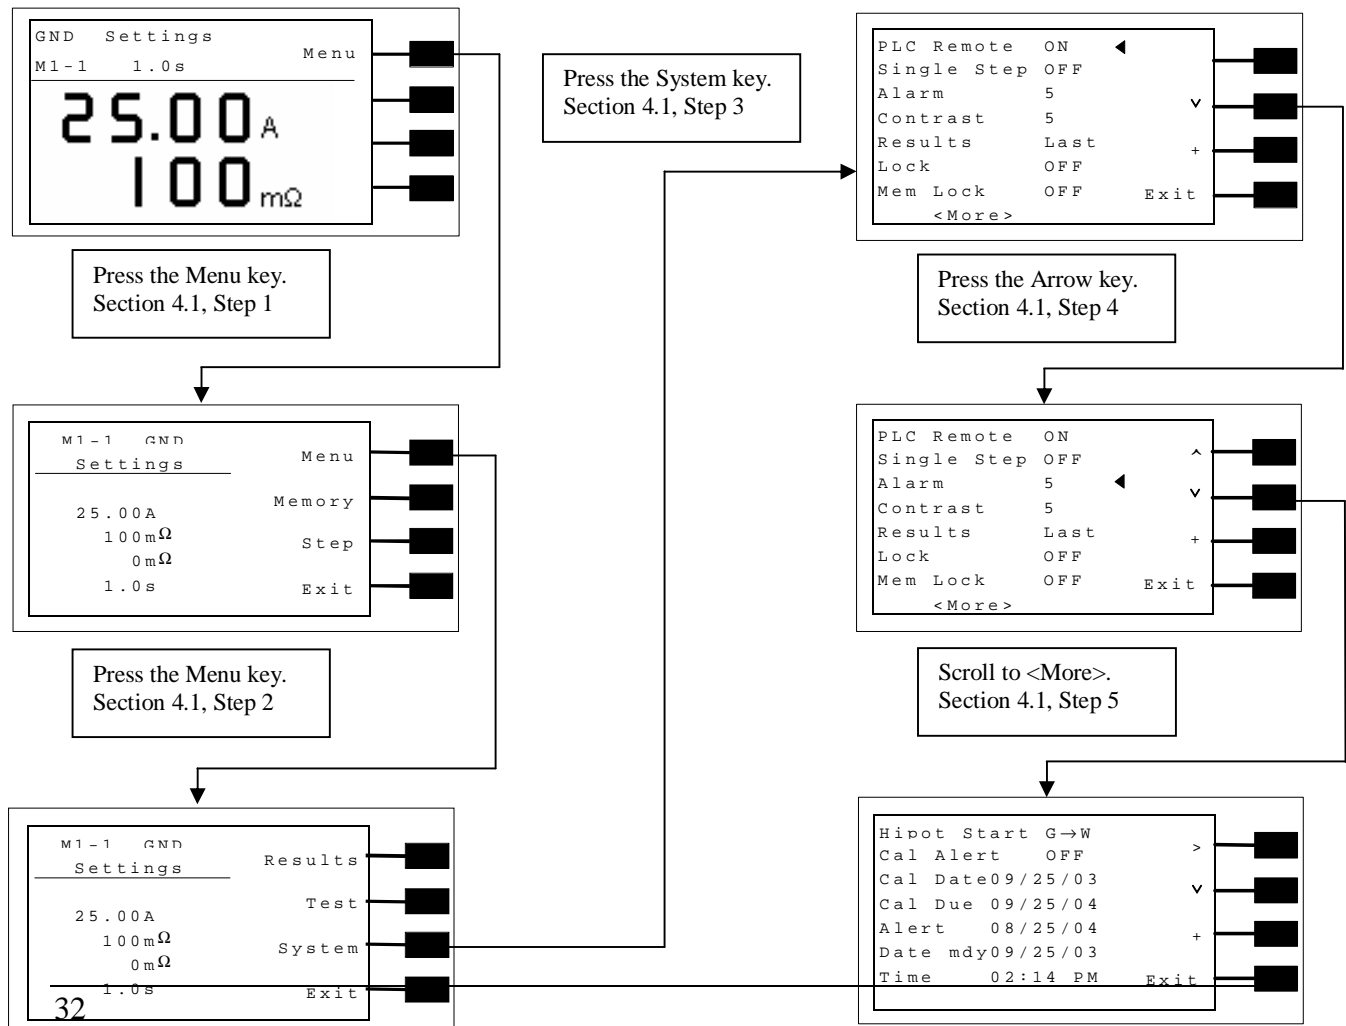 GND Settings
Menu
M1-1 1.0s
25.00A
100mΩ
Press the Menu key.
Section 4.1, Step 1
M1-1 GND
Settings
Menu
Memory
25.00A
100mΩ
Step
0mΩ
1.0s
Exit
Press the Menu key.
Section 4.1, Step 2
M1-1 GND
Settings
Results
Test
25.00A
100mΩ
System
0mΩ
1.0s
Exit
32
Press the System key.
Section 4.1, Step 3
PLC Remote ON ◀
Single Step OFF
Alarm 5
v
Contrast 5
Results Last
+
Lock OFF
Mem Lock OFF
Exit
<More>
Press the Arrow key.
Section 4.1, Step 4
PLC Remote ON
^
Single Step OFF
Alarm 5 ◀
v
Contrast 5
Results Last
+
Lock OFF
Mem Lock OFF
Exit
<More>
Scroll to <More>.
Section 4.1, Step 5
Hipot Start G→W
>
Cal Alert OFF
Cal Date09/25/03
v
Cal Due 09/25/04
Alert 08/25/04
+
Date mdy09/25/03
Time 02:14 PM
Exit